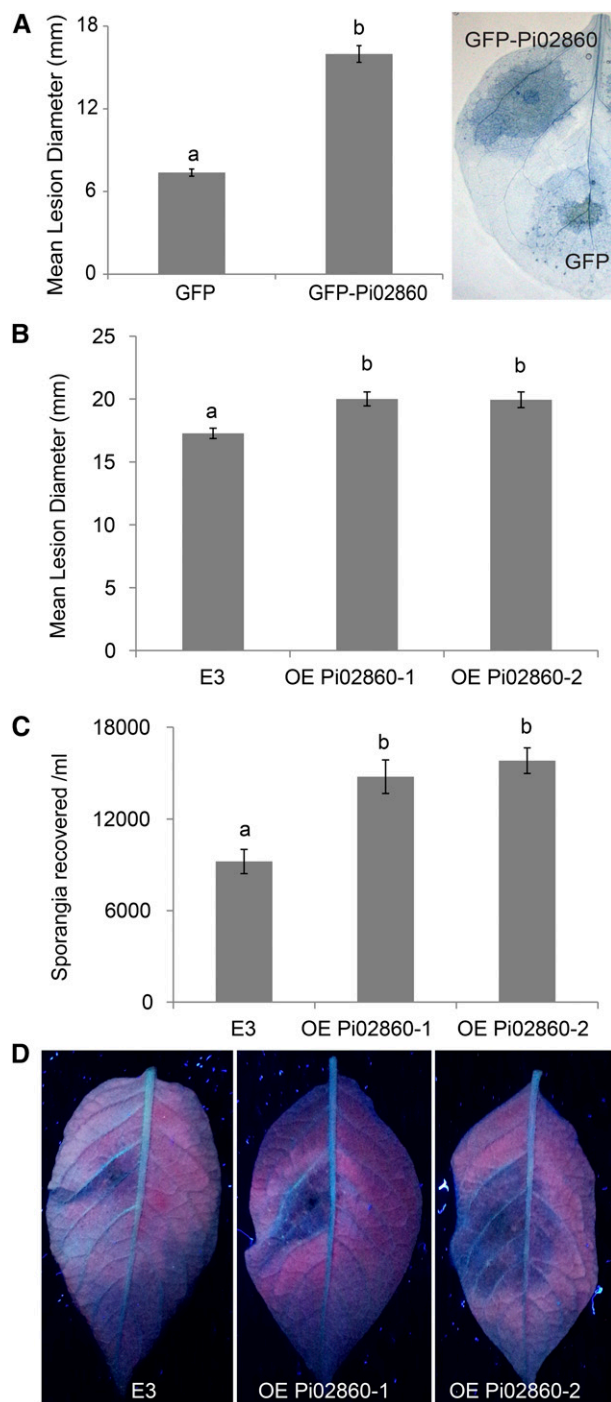 A
Mean Lesion Diameter (mm)
18
12
6
0
a
b
GFP
GFP-Pi02860
GFP-Pi02860
GFP
B
Mean Lesion Diameter (mm)
25
20
15
10
5
0
a
b
b
E3
OE Pi02860-1
OE Pi02860-2
C
Sporangia recovered /ml
18000
12000
6000
0
a
b
b
E3
OE Pi02860-1
OE Pi02860-2
D
E3
OE Pi02860-1
OE Pi02860-2